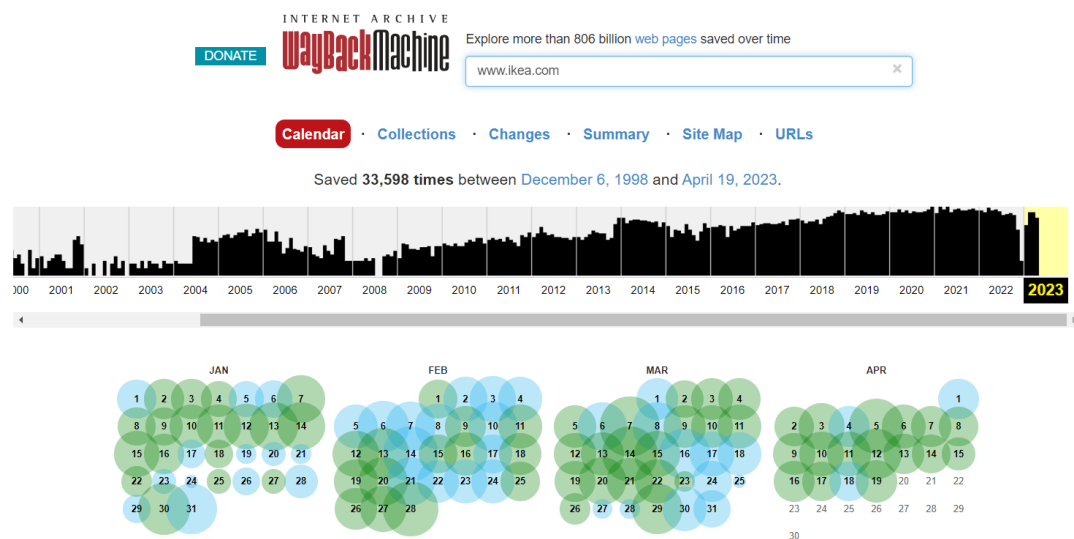 INTERNET ARCHIVE
DONATE
WayBackMachine
Explore more than 806 billion web pages saved over time
www.ikea.com ×
Calendar · Collections · Changes · Summary · Site Map · URLs
Saved 33,598 times between December 6, 1998 and April 19, 2023.
2001 2002 2003 2004 2005 2006 2007 2008 2009 2010 2011 2012 2013 2014 2015 2016 2017 2018 2019 2020 2021 2022 2023
JAN
1 2 3 4 5 6 7
8 9 10 11 12 13 14
15 16 17 18 19 20 21
22 23 24 25 26 27 28
29 30 31
FEB
1 2 3 4
5 6 7 8 9 10 11
12 13 14 15 16 17 18
19 20 21 22 23 24 25
26 27 28
MAR
1 2 3 4
5 6 7 8 9 10 11
12 13 14 15 16 17 18
19 20 21 22 23 24 25
26 27 28 29 30 31
APR
1
2 3 4 5 6 7 8
9 10 11 12 13 14 15
16 17 18 19 20 21 22
23 24 25 26 27 28 29
30